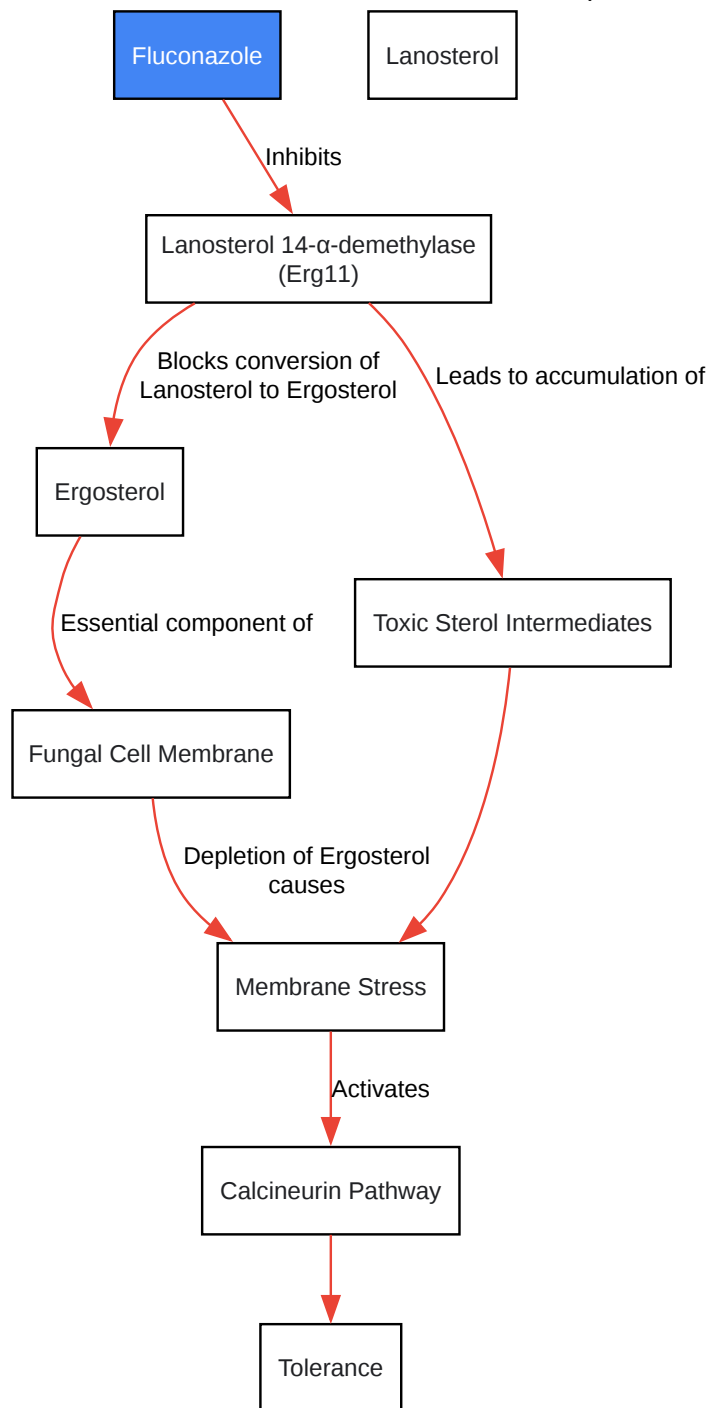 Fluconazole
Lanosterol
Inhibits
Lanosterol 14-α-demethylase
(Erg11)
Blocks conversion of
Lanosterol to Ergosterol
Leads to accumulation of
Ergosterol
Essential component of
Toxic Sterol Intermediates
Fungal Cell Membrane
Depletion of Ergosterol
causes
Membrane Stress
Activates
Calcineurin Pathway
Tolerance